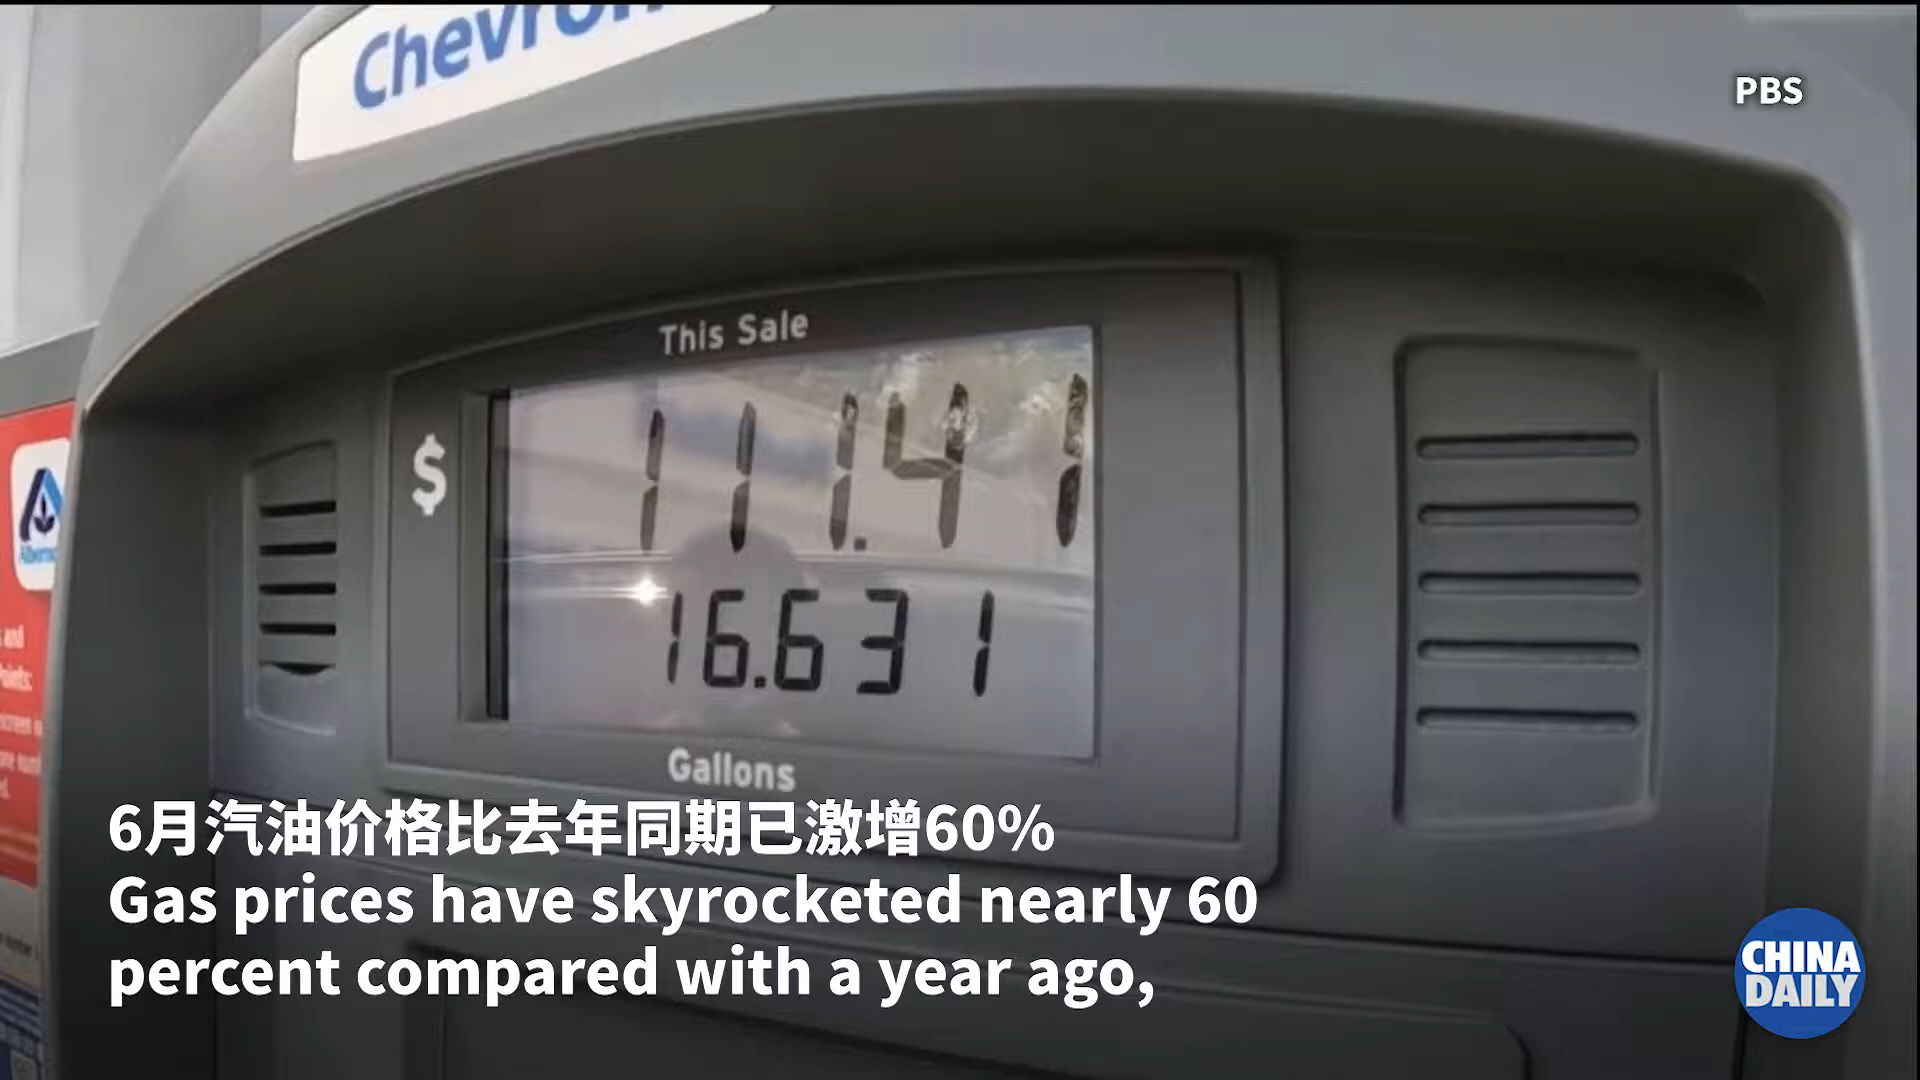 Chevron
PBS
This Sale
$
111.41
16.631
Gallons
6月汽油价格比去年同期已激增60%
Gas prices have skyrocketed nearly 60
percent compared with a year ago,
CHINA
DAILY